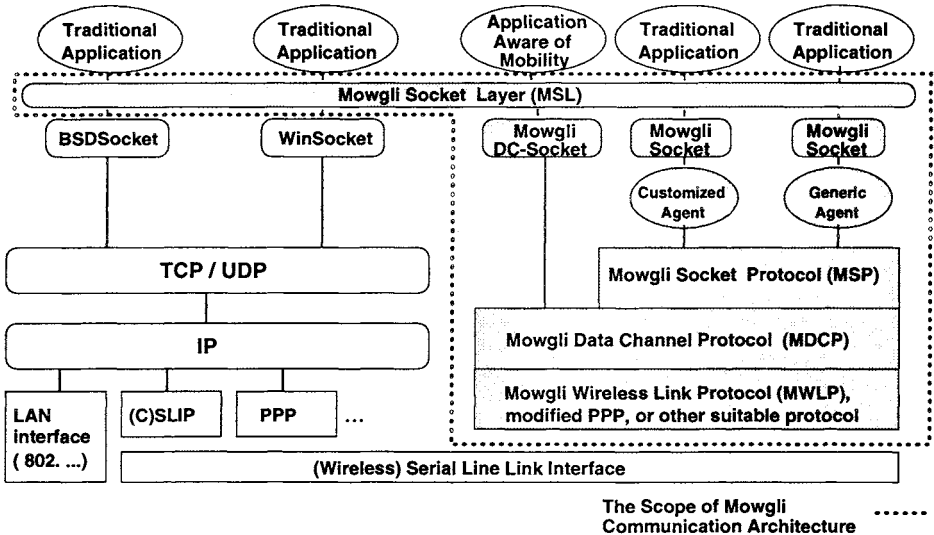 Traditional
Application
Traditional
Application
Application
Aware of
Mobility
Traditional
Application
Traditional
Application
Mowgli Socket Layer (MSL)
BSDSocket
WinSocket
Mowgli
DC-Socket
Mowgli
Socket
Mowgli
Socket
Customized
Agent
Generic
Agent
TCP / UDP
Mowgli Socket Protocol (MSP)
IP
Mowgli Data Channel Protocol (MDCP)
Mowgli Wireless Link Protocol (MWLP),
modified PPP, or other suitable protocol
LAN
interface
( 802. ...)
(C)SLIP
PPP
...
(Wireless) Serial Line Link Interface
The Scope of Mowgli
Communication Architecture